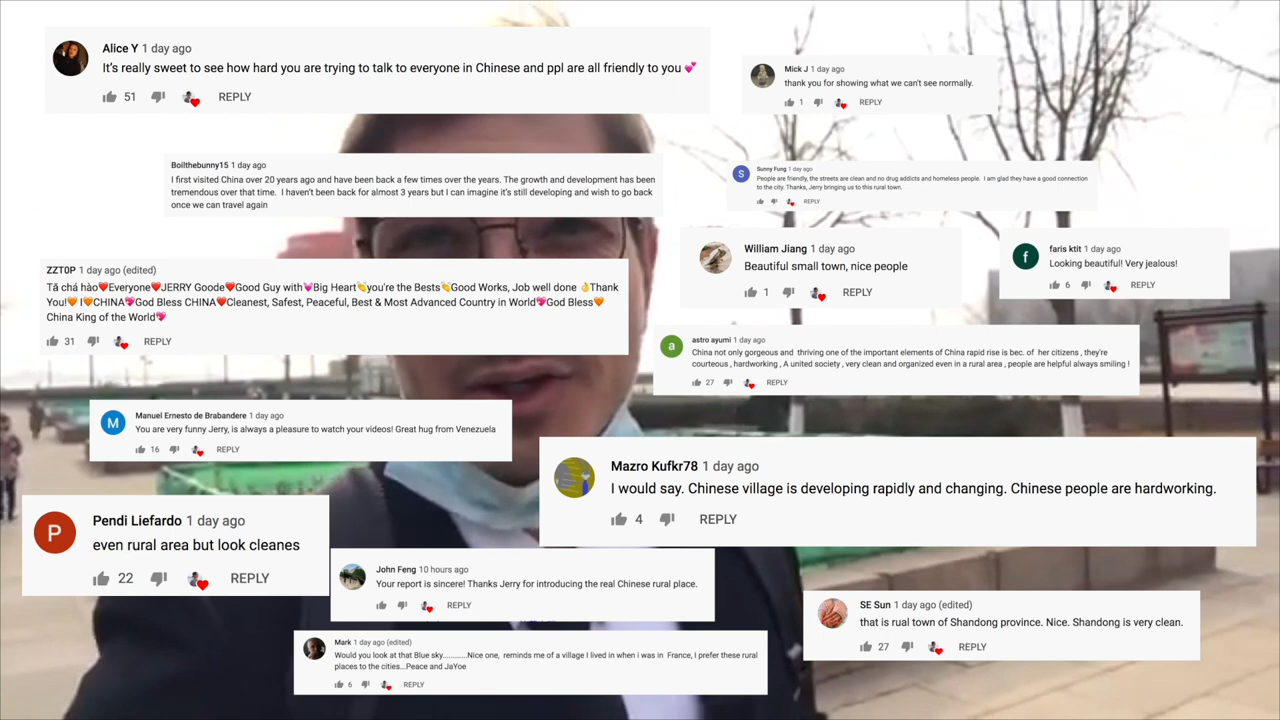 Alice Y 1 day ago
It's really sweet to see how hard you are trying to talk to everyone in Chinese and ppl are all friendly to you 💕
51 REPLY
Mick J 1 day ago
thank you for showing what we can't see normally.
1 REPLY
Boilthebunny15 1 day ago
I first visited China over 20 years ago and have been back a few times over the years. The growth and development has been
tremendous over that time. I haven't been back for almost 3 years but I can imagine it's still developing and wish to go back
once we can travel again
S
Sunny Fung 1 day ago
People are friendly, the streets are clean and no drug addicts and homeless people. I am glad they have a good connection
to the city. Thanks, Jerry bringing us to this rural town.
REPLY
William Jiang 1 day ago
Beautiful small town, nice people
1 REPLY
f
faris ktit 1 day ago
Looking beautiful! Very jealous!
6 REPLY
ZZT0P 1 day ago (edited)
Tả chá hào❤️Everyone❤️JERRY Goode❤️Good Guy with💓Big Heart👏you're the Bests👏Good Works, Job well done 👌Thank
You!🧡 I❤️CHINA💖God Bless CHINA❤️Cleanest, Safest, Peaceful, Best & Most Advanced Country in World💖God Bless🧡
China King of the World💖
31 REPLY
a
astro ayumi 1 day ago
China not only gorgeous and thriving one of the important elements of China rapid rise is bec. of her citizens , they're
courteous , hardworking , A united society , very clean and organized even in a rural area , people are helpful always smiling !
27 REPLY
M
Manuel Ernesto de Brabandere 1 day ago
You are very funny Jerry, is always a pleasure to watch your videos! Great hug from Venezuela
16 REPLY
Mazro Kufkr78 1 day ago
I would say. Chinese village is developing rapidly and changing. Chinese people are hardworking.
4 REPLY
P
Pendi Liefardo 1 day ago
even rural area but look cleanes
22 REPLY
John Feng 10 hours ago
Your report is sincere! Thanks Jerry for introducing the real Chinese rural place.
REPLY
SE Sun 1 day ago (edited)
that is rual town of Shandong province. Nice. Shandong is very clean.
27 REPLY
Mark 1 day ago (edited)
Would you look at that Blue sky...........Nice one, reminds me of a village I lived in when i was in France, I prefer these rural
places to the cities...Peace and JaYoe
6 REPLY